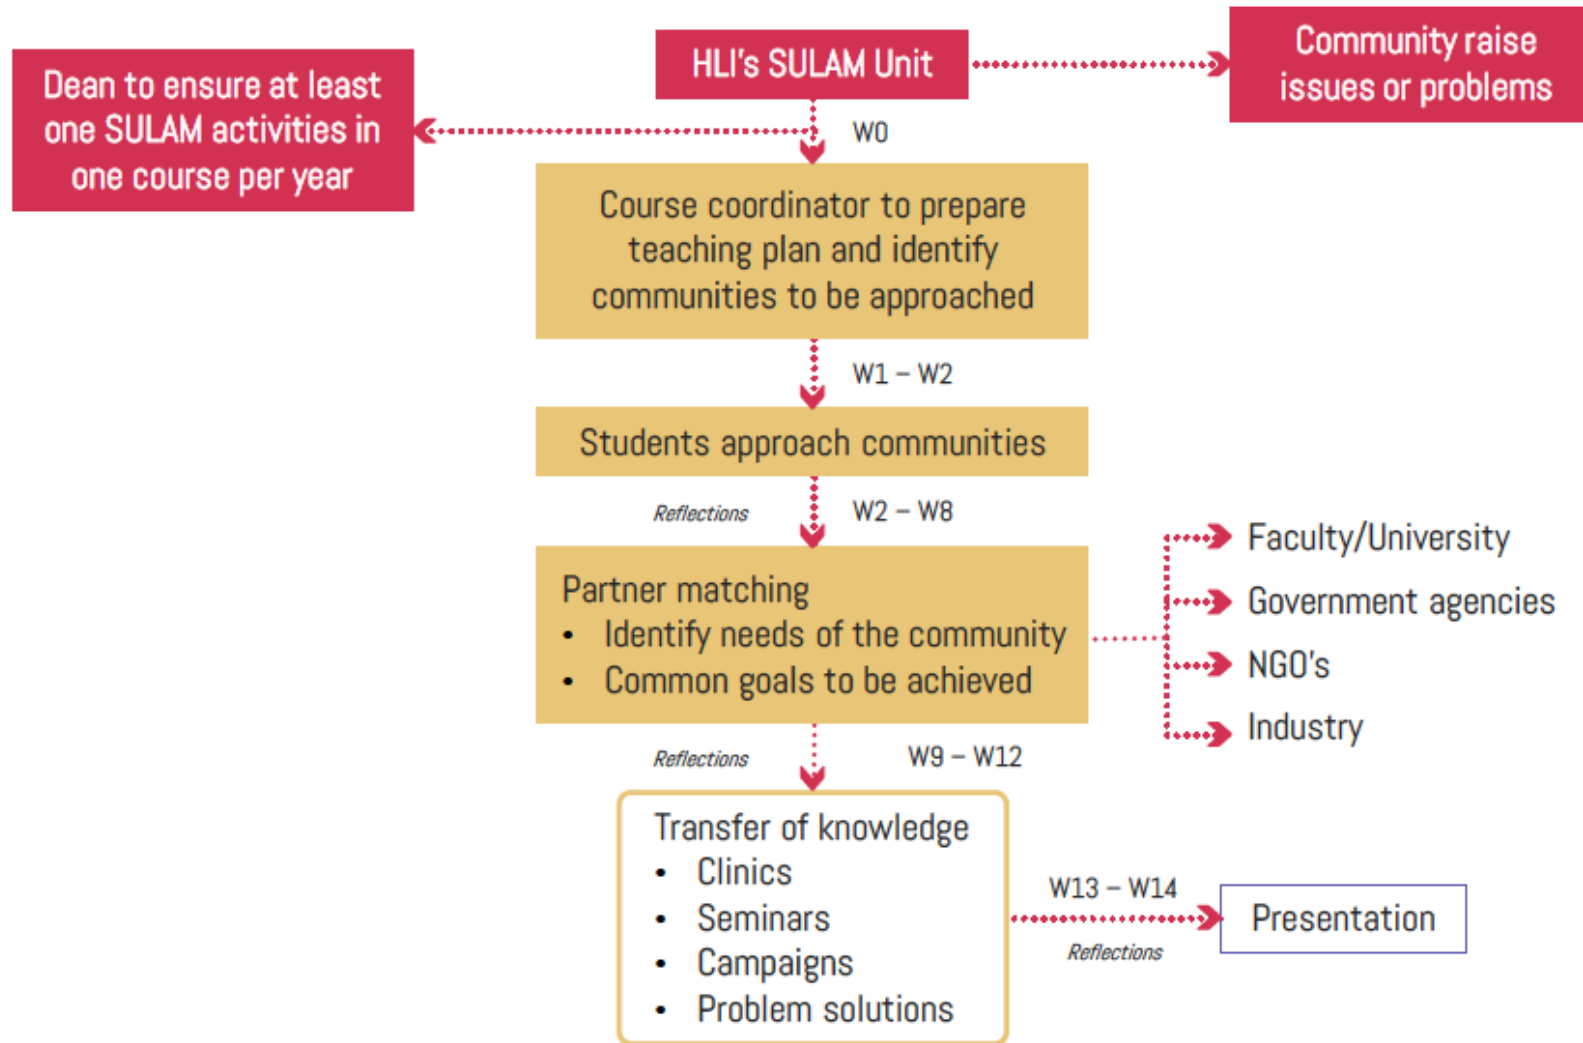 HLI's SULAM Unit
Community raise
issues or problems
Dean to ensure at least
one SULAM activities in
one course per year
W0
Course coordinator to prepare
teaching plan and identify
communities to be approached
W1 – W2
Students approach communities
Reflections
W2 – W8
Partner matching
• Identify needs of the community
• Common goals to be achieved
Faculty/University
Government agencies
NGO's
Industry
Reflections
W9 – W12
Transfer of knowledge
• Clinics
• Seminars
• Campaigns
• Problem solutions
W13 – W14
Reflections
Presentation